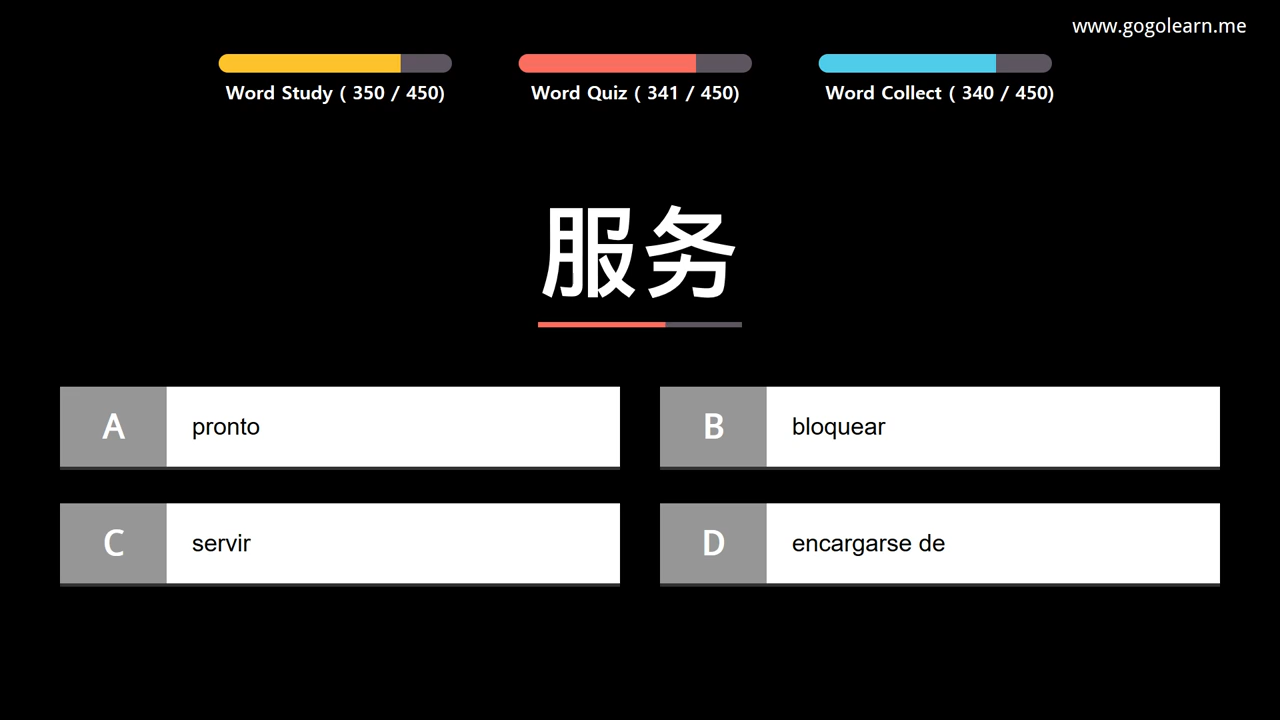 www.gogolearn.me
Word Study ( 350 / 450)
Word Quiz ( 341 / 450)
Word Collect ( 340 / 450)
服务
A pronto
B bloquear
C servir
D encargarse de